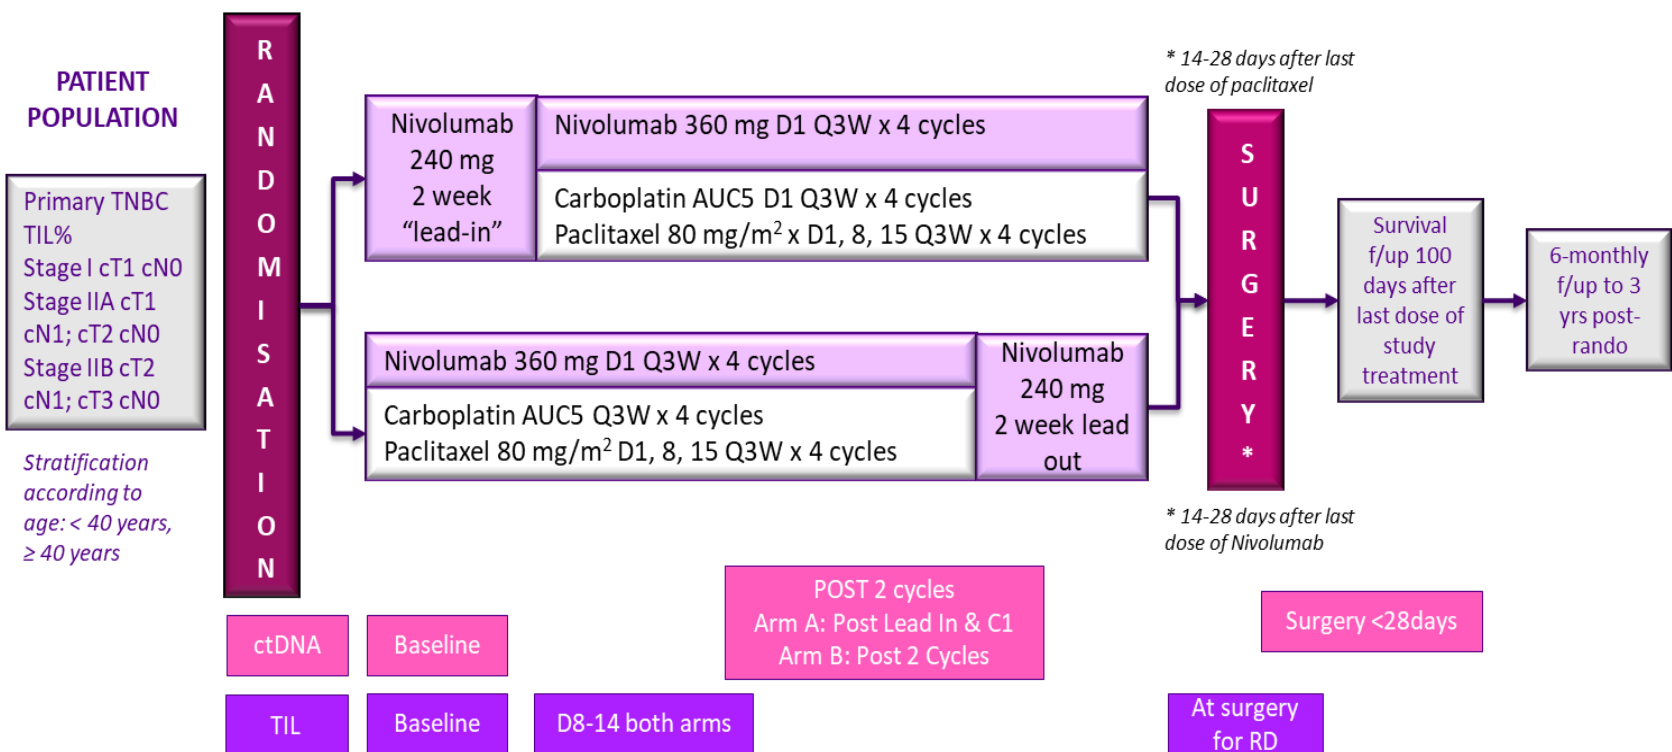 PATIENT
POPULATION
Primary TNBC
TIL%
Stage I cT1 cN0
Stage IIA cT1
cN1; cT2 cN0
Stage IIB cT2
cN1; cT3 cN0
Stratification
according to
age: < 40 years,
≥ 40 years
RANDOMISATION
Nivolumab
240 mg
2 week
“lead-in”
Nivolumab 360 mg D1 Q3W x 4 cycles
Carboplatin AUC5 D1 Q3W x 4 cycles
Paclitaxel 80 mg/m² x D1, 8, 15 Q3W x 4 cycles
Nivolumab 360 mg D1 Q3W x 4 cycles
Carboplatin AUC5 Q3W x 4 cycles
Paclitaxel 80 mg/m² D1, 8, 15 Q3W x 4 cycles
Nivolumab
240 mg
2 week lead
out
* 14-28 days after last
dose of paclitaxel
SURGERY*
* 14-28 days after last
dose of Nivolumab
Survival
f/up 100
days after
last dose of
study
treatment
6-monthly
f/up to 3
yrs post-
rando
ctDNA
Baseline
POST 2 cycles
Arm A: Post Lead In & C1
Arm B: Post 2 Cycles
Surgery <28days
TIL
Baseline
D8-14 both arms
At surgery
for RD